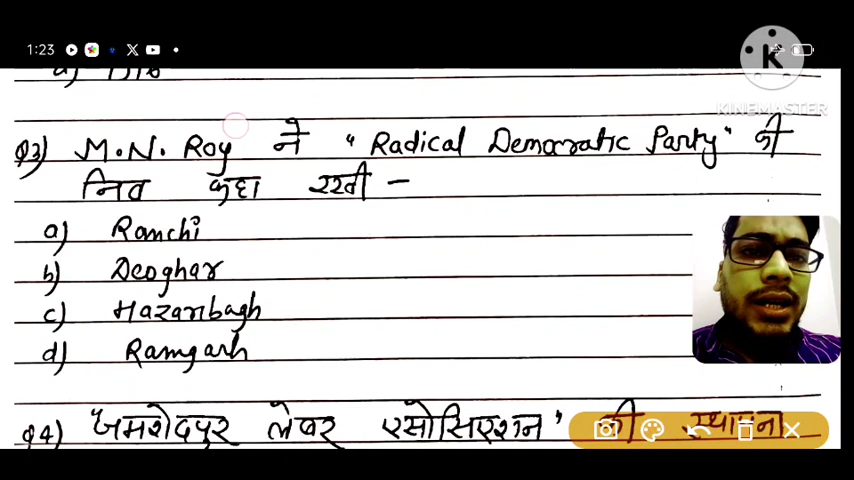 1:23
KINEMASTER
Q3) M.N. Roy ने "Radical Democratic Party" की
निव कहा रखी -
a) Ranchi
b) Deoghar
c) Hazaribagh
d) Ramgarh
Q4) "जमशेदपुर लेबर एसोसिएशन" की स्थापना